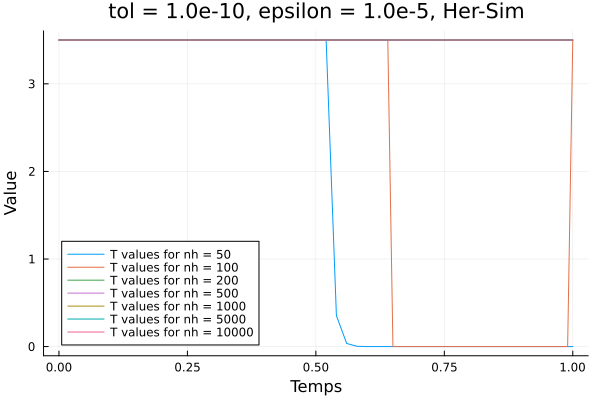 tol = 1.0e-10, epsilon = 1.0e-5, Her-Sim
Value
3
2
1
0
T values for nh = 50
T values for nh = 100
T values for nh = 200
T values for nh = 500
T values for nh = 1000
T values for nh = 5000
T values for nh = 10000
0.00 0.25 0.50 0.75 1.00
Temps